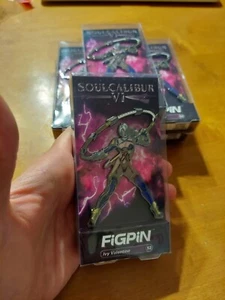 SOULCALIBUR
VI
FiGPiN
Ivy Valentine